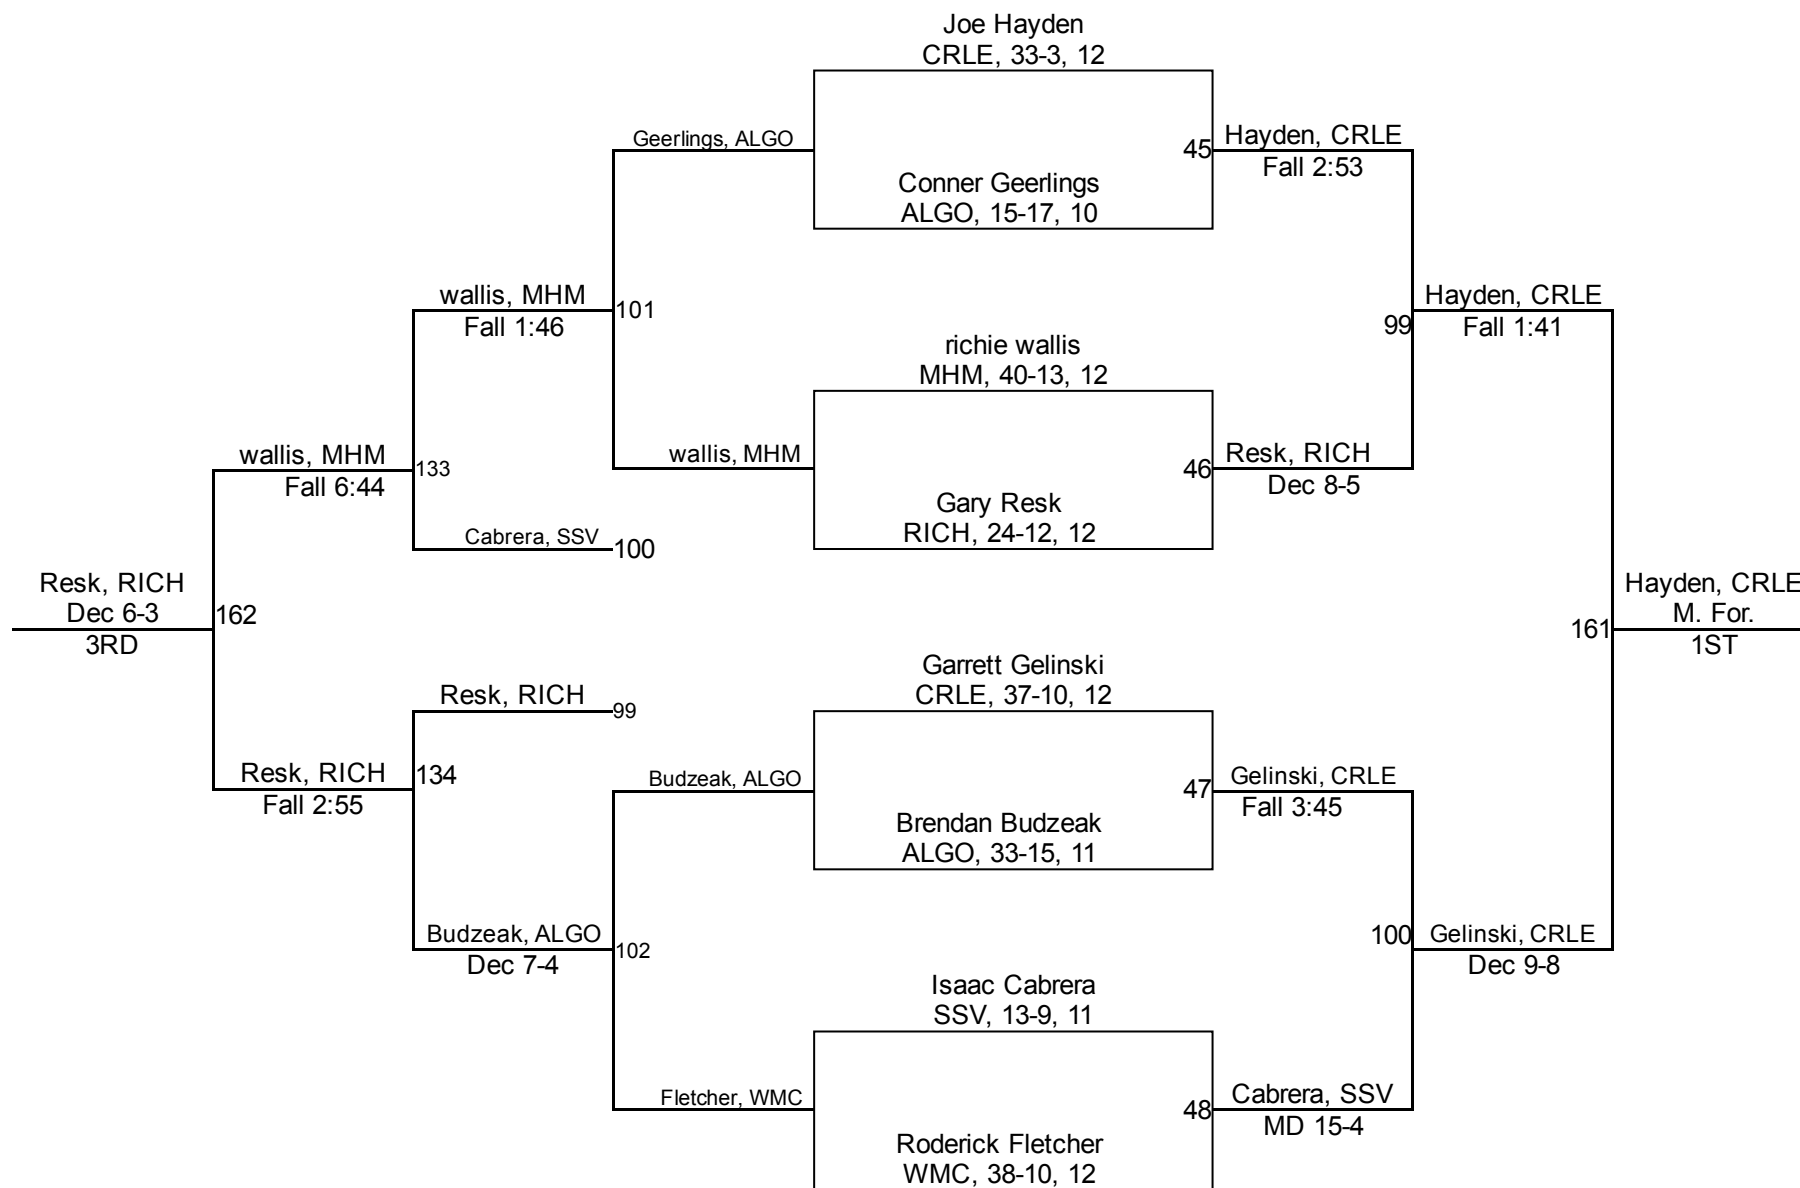 Joe Hayden
CRLE, 33-3, 12
Geerlings, ALGO
45
Hayden, CRLE
Fall 2:53
Conner Geerlings
ALGO, 15-17, 10
wallis, MHM
Fall 1:46
101
99
Hayden, CRLE
Fall 1:41
richie wallis
MHM, 40-13, 12
wallis, MHM
Fall 6:44
133
wallis, MHM
46
Resk, RICH
Dec 8-5
Gary Resk
RICH, 24-12, 12
Cabrera, SSV
100
Resk, RICH
Dec 6-3
3RD
162
161
Hayden, CRLE
M. For.
1ST
Garrett Gelinski
CRLE, 37-10, 12
Resk, RICH
99
Resk, RICH
Fall 2:55
134
Budzeak, ALGO
47
Gelinski, CRLE
Fall 3:45
Brendan Budzeak
ALGO, 33-15, 11
Budzeak, ALGO
Dec 7-4
102
100
Gelinski, CRLE
Dec 9-8
Isaac Cabrera
SSV, 13-9, 11
Fletcher, WMC
48
Cabrera, SSV
MD 15-4
Roderick Fletcher
WMC, 38-10, 12